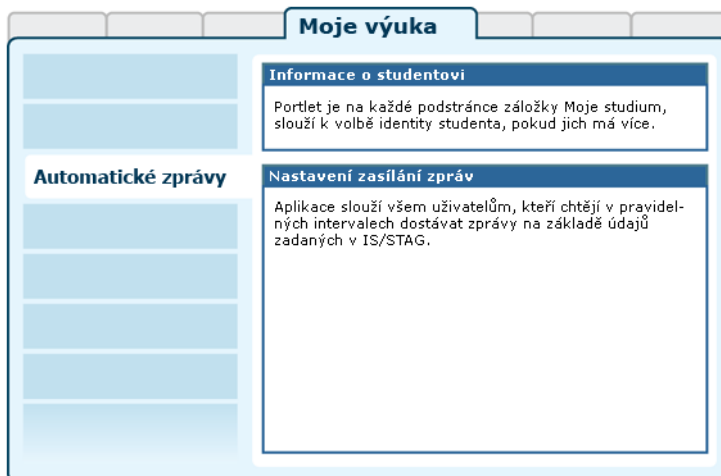 Moje výuka
Informace o studentovi
Portlet je na každé podstránce záložky Moje studium,
slouží k volbě identity studenta, pokud jich má více.
Automatické zprávy
Nastavení zasílání zpráv
Aplikace slouží všem uživatelům, kteří chtějí v pravidel-
ných intervalech dostávat zprávy na základě údajů
zadaných v IS/STAG.